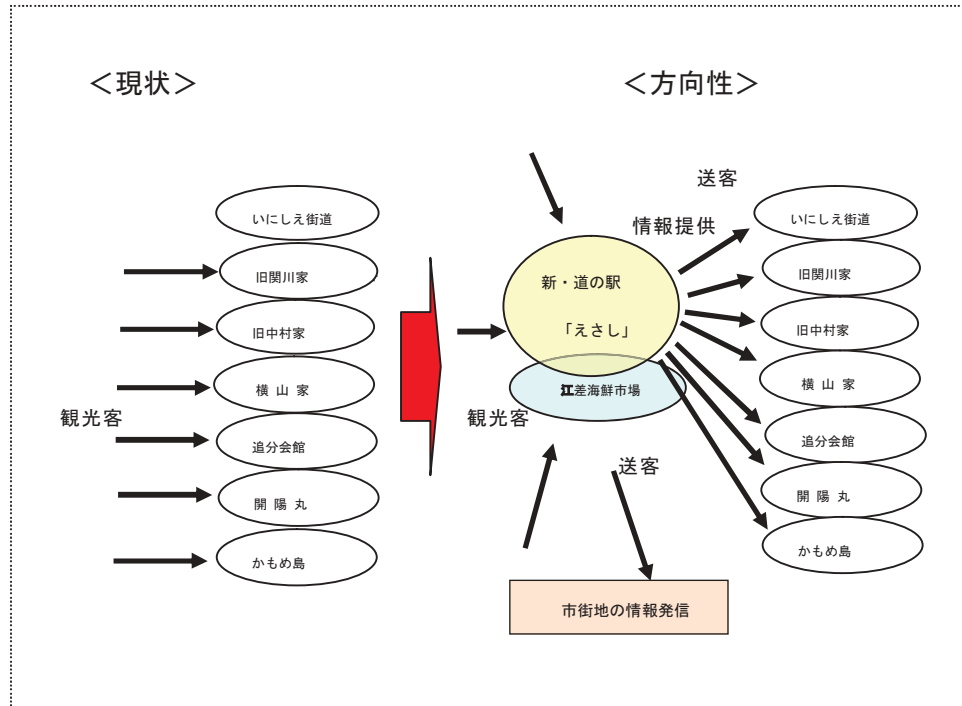 ＜現状＞
＜方向性＞
いにしえ街道
旧関川家
旧中村家
横 山 家
観光客
追分会館
開 陽 丸
かもめ島
送客
情報提供
新・道の駅
「えさし」
江差海鮮市場
観光客
送客
市街地の情報発信
いにしえ街道
旧関川家
旧中村家
横 山 家
追分会館
開 陽 丸
かもめ島